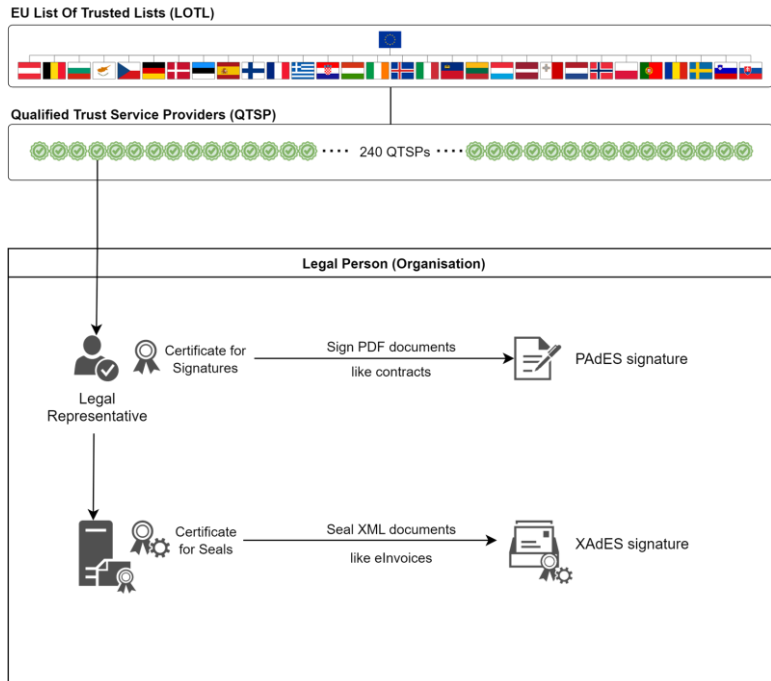 EU List Of Trusted Lists (LOTL)
Qualified Trust Service Providers (QTSP)
240 QTSPs
Legal Person (Organisation)
Certificate for
Signatures
Sign PDF documents
like contracts
PAdES signature
Legal
Representative
Certificate
for Seals
Seal XML documents
like eInvoices
XAdES signature